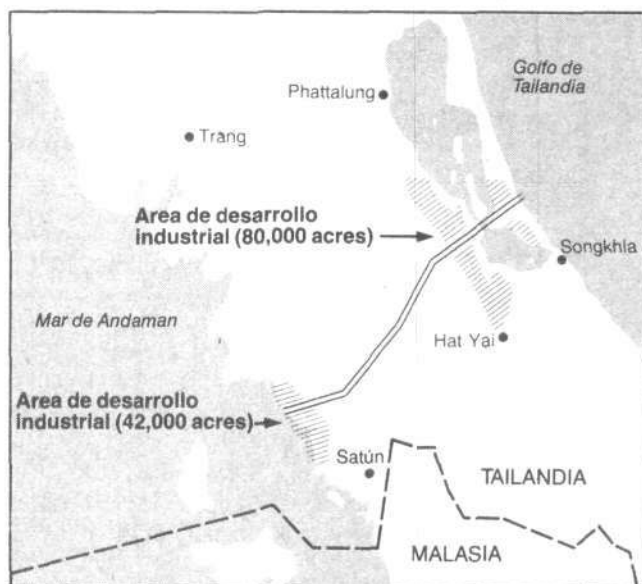 Golfo de
Tailandia
Phattalung
Trang
Area de desarrollo
industrial (80,000 acres)
Songkhla
Mar de Andaman
Hat Yai
Area de desarrollo
industrial (42,000 acres)
Satún
TAILANDIA
MALASIA